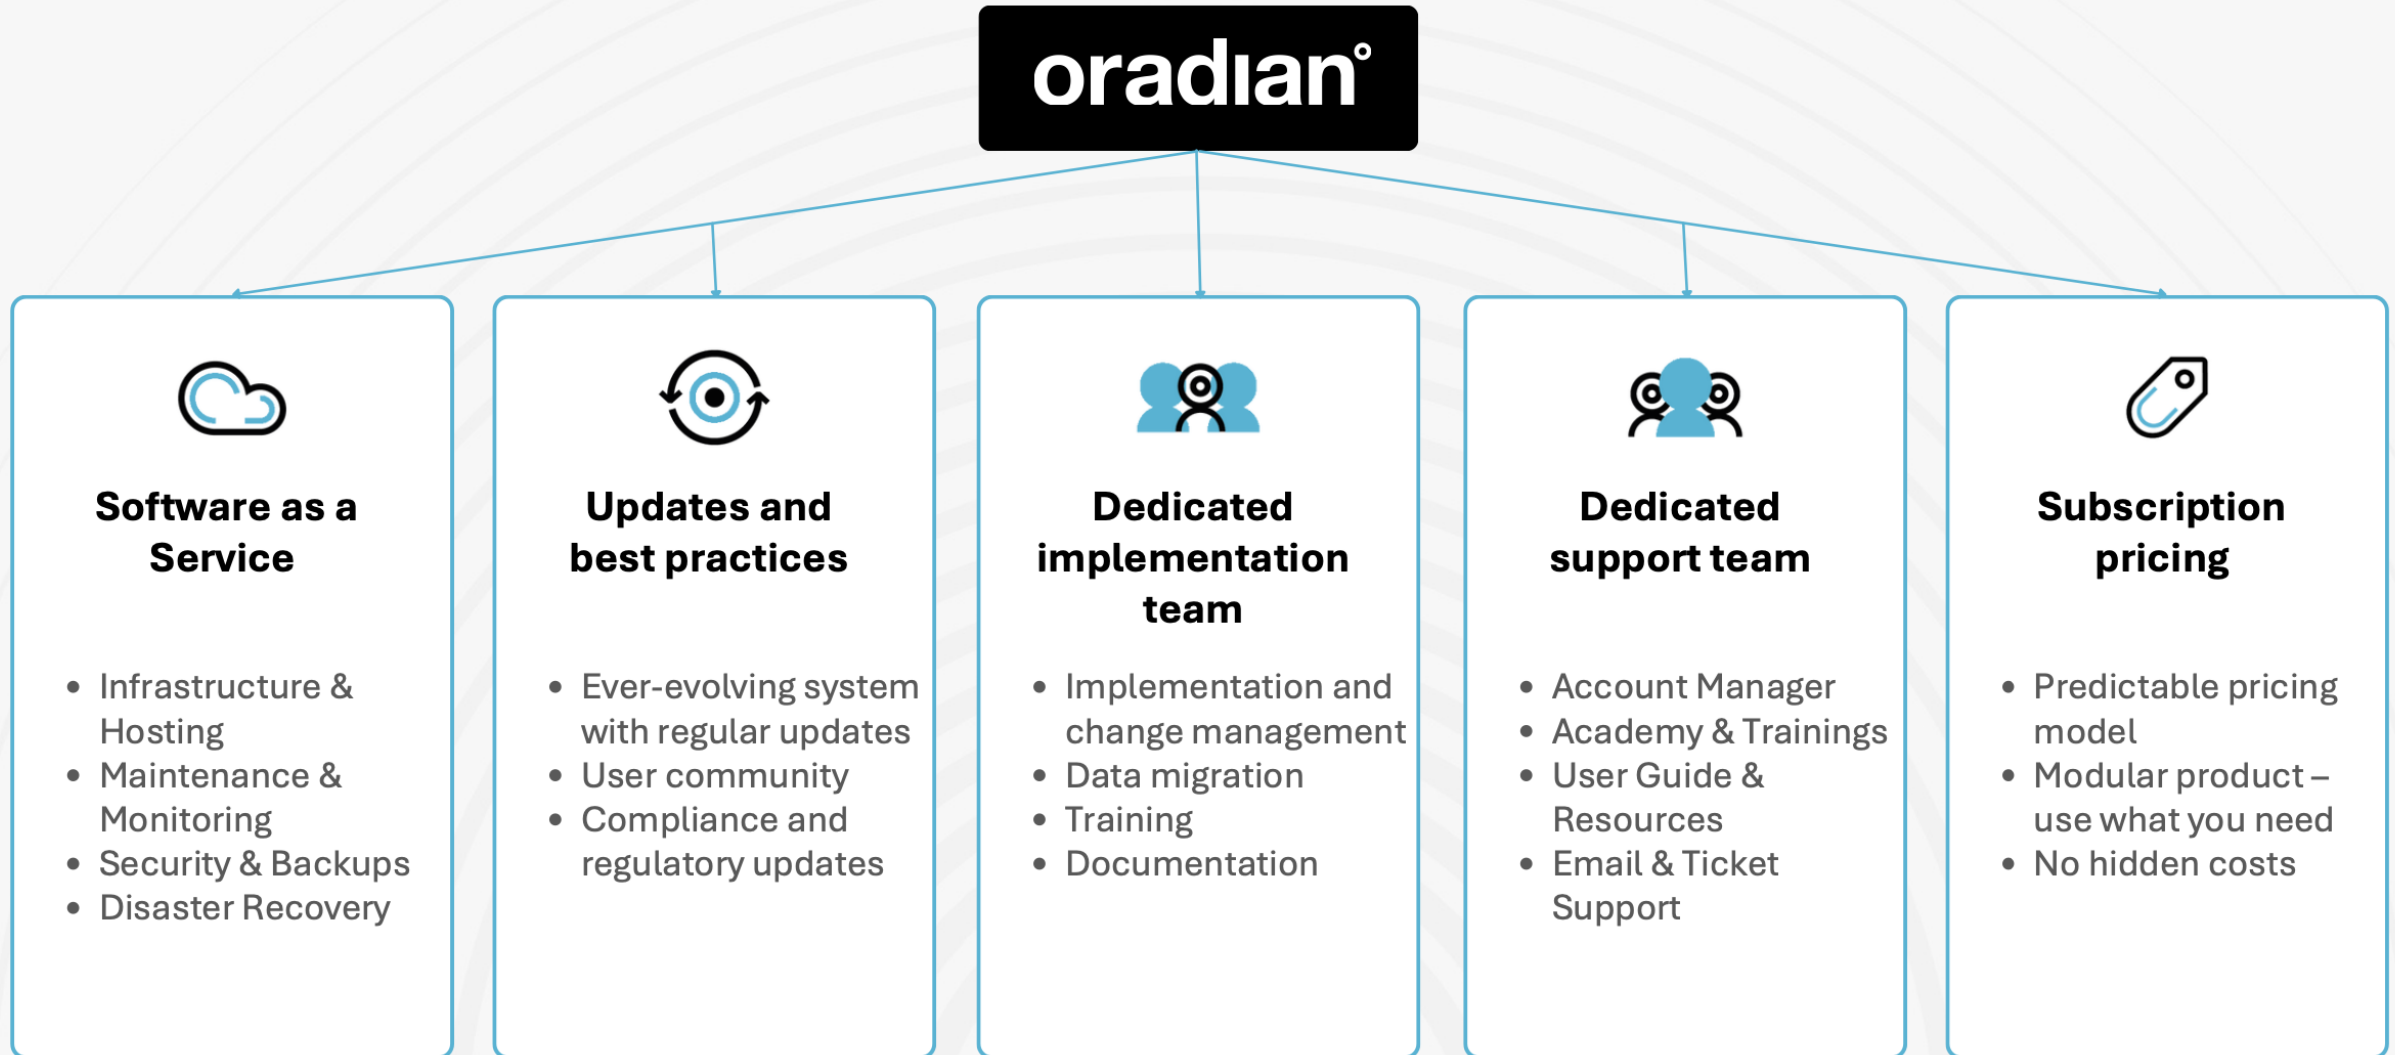 oradian°
Software as a
Service
• Infrastructure &
Hosting
• Maintenance &
Monitoring
• Security & Backups
• Disaster Recovery
Updates and
best practices
• Ever-evolving system
with regular updates
• User community
• Compliance and
regulatory updates
Dedicated
implementation
team
• Implementation and
change management
• Data migration
• Training
• Documentation
Dedicated
support team
• Account Manager
• Academy & Trainings
• User Guide &
Resources
• Email & Ticket
Support
Subscription
pricing
• Predictable pricing
model
• Modular product –
use what you need
• No hidden costs